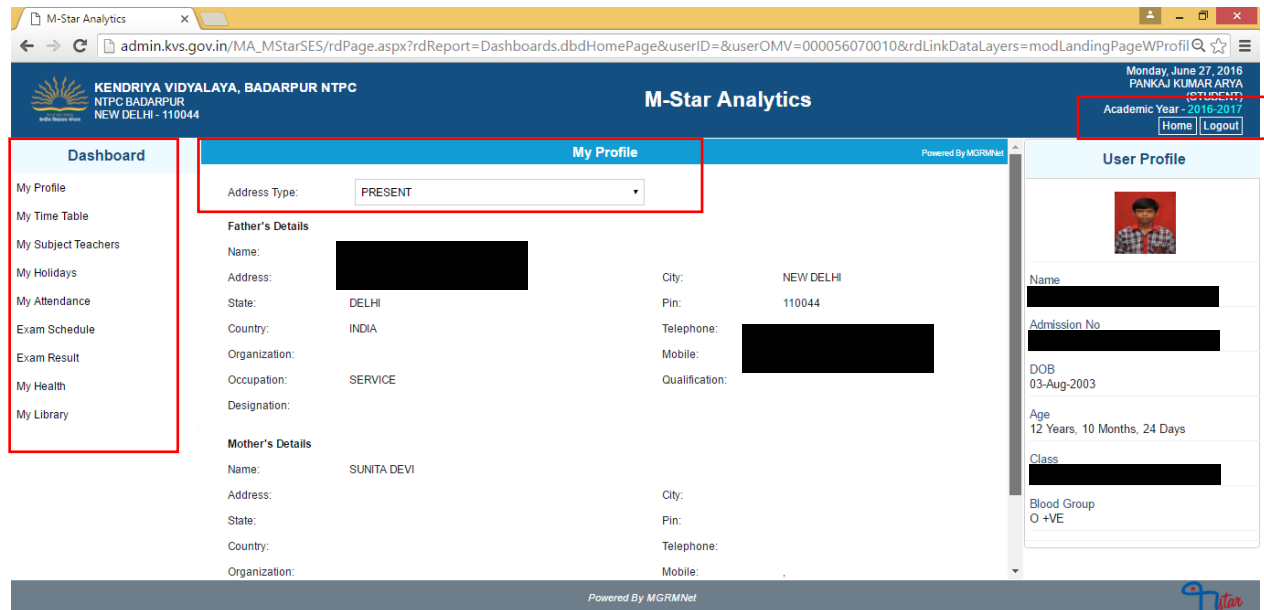 M-Star Analytics
admin.kvs.gov.in/MA_MStarSES/rdPage.aspx?rdReport=Dashboards.dbdHomePage&userID=&userOMV=000056070010&rdLinkDataLayers=modLandingPageWProfil
KENDRIYA VIDYALAYA, BADARPUR NTPC
NTPC BADARPUR
NEW DELHI - 110044
M-Star Analytics
Monday, June 27, 2016
PANKAJ KUMAR ARYA
(STUDENT)
Academic Year - 2016-2017
Home Logout
Dashboard
My Profile
My Time Table
My Subject Teachers
My Holidays
My Attendance
Exam Schedule
Exam Result
My Health
My Library
My Profile
Powered By MGRMNet
Address Type: PRESENT
Father's Details
Name:
Address: City: NEW DELHI
State: DELHI Pin: 110044
Country: INDIA Telephone:
Organization: Mobile:
Occupation: SERVICE Qualification:
Designation:
Mother's Details
Name: SUNITA DEVI
Address: City:
State: Pin:
Country: Telephone:
Organization: Mobile: ,
User Profile
Name
Admission No
DOB
03-Aug-2003
Age
12 Years, 10 Months, 24 Days
Class
Blood Group
O +VE
Powered By MGRMNet
star